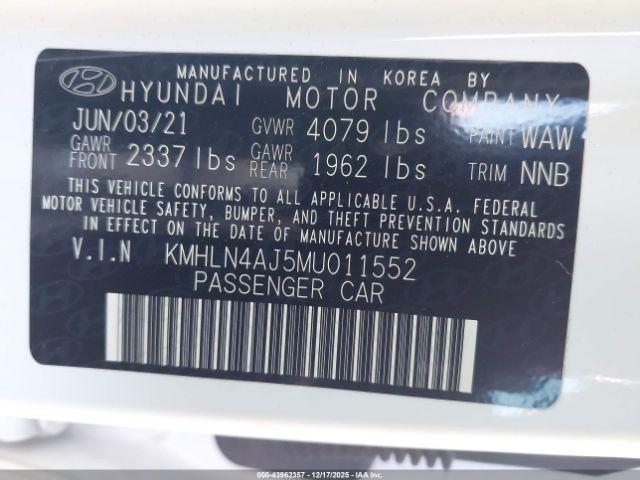 MANUFACTURED IN KOREA BY
HYUNDAI MOTOR COMPANY
JUN/03/21 GVWR 4079 lbs PAINT WAW
GAWR FRONT 2337 lbs GAWR REAR 1962 lbs TRIM NNB
THIS VEHICLE CONFORMS TO ALL APPLICABLE U.S.A. FEDERAL
MOTOR VEHICLE SAFETY, BUMPER, AND THEFT PREVENTION STANDARDS
IN EFFECT ON THE DATE OF MANUFACTURE SHOWN ABOVE
V.I.N KMHLN4AJ5MU011552
PASSENGER CAR
000-43962357 - 12/17/2025 - IAAI.COM